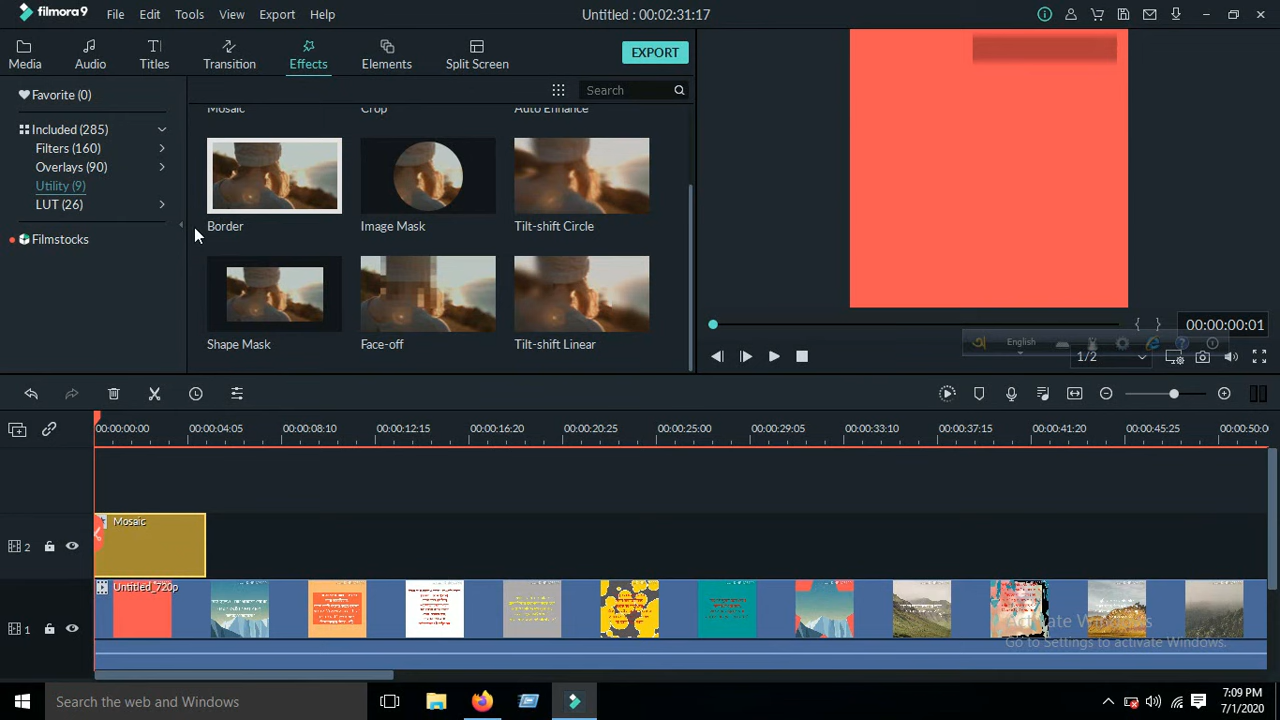 filmora9
File Edit Tools View Export Help
Untitled : 00:02:31:17
Media Audio Titles Transition Effects Elements Split Screen
EXPORT
Favorite (0)
Search
Included (285)
Filters (160)
Overlays (90)
Utility (9)
LUT (26)
Filmstocks
Mosaic Crop Auto Enhance
Border Image Mask Tilt-shift Circle
Shape Mask Face-off Tilt-shift Linear
{ } 00:00:00:01
English
1/2
00:00:00:00 00:00:04:05 00:00:08:10 00:00:12:15 00:00:16:20 00:00:20:25 00:00:25:00 00:00:29:05 00:00:33:10 00:00:37:15 00:00:41:20 00:00:45:25 00:00:50:0
Mosaic
2
Untitled_720p
1
Activate Windows
Go to Settings to activate Windows.
Search the web and Windows
7:09 PM
7/1/2020